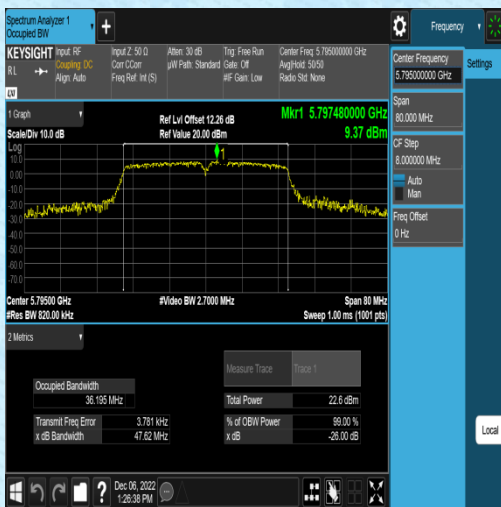 Spectrum Analyzer 1
Occupied BW
Frequency
KEYSIGHT
Input: RF
Coupling: DC
Align: Auto
Input Z: 50 Ω
Corr CCorr
Freq Ref: Int (S)
Atten: 30 dB
µW Path: Standard
Trig: Free Run
Gate: Off
#IF Gain: Low
Center Freq: 5.795000000 GHz
Avg|Hold: 50/50
Radio Std: None
R L
Center Frequency
5.795000000 GHz
Settings
Span
80.000 MHz
CF Step
8.000000 MHz
Auto
Man
Freq Offset
0 Hz
1 Graph
Scale/Div 10.0 dB
Ref Lvl Offset 12.26 dB
Ref Value 20.00 dBm
Mkr1 5.797480000 GHz
9.37 dBm
Log
10.0
0.00
-10.0
-20.0
-30.0
-40.0
-50.0
-60.0
-70.0
1
Center 5.79500 GHz
#Res BW 820.00 kHz
#Video BW 2.7000 MHz
Span 80 MHz
Sweep 1.00 ms (1001 pts)
2 Metrics
Measure Trace
Trace 1
Occupied Bandwidth
36.195 MHz
Total Power
22.6 dBm
Transmit Freq Error
3.781 kHz
% of OBW Power
99.00 %
x dB Bandwidth
47.62 MHz
x dB
-26.00 dB
Local
Dec 06, 2022
1:26:38 PM